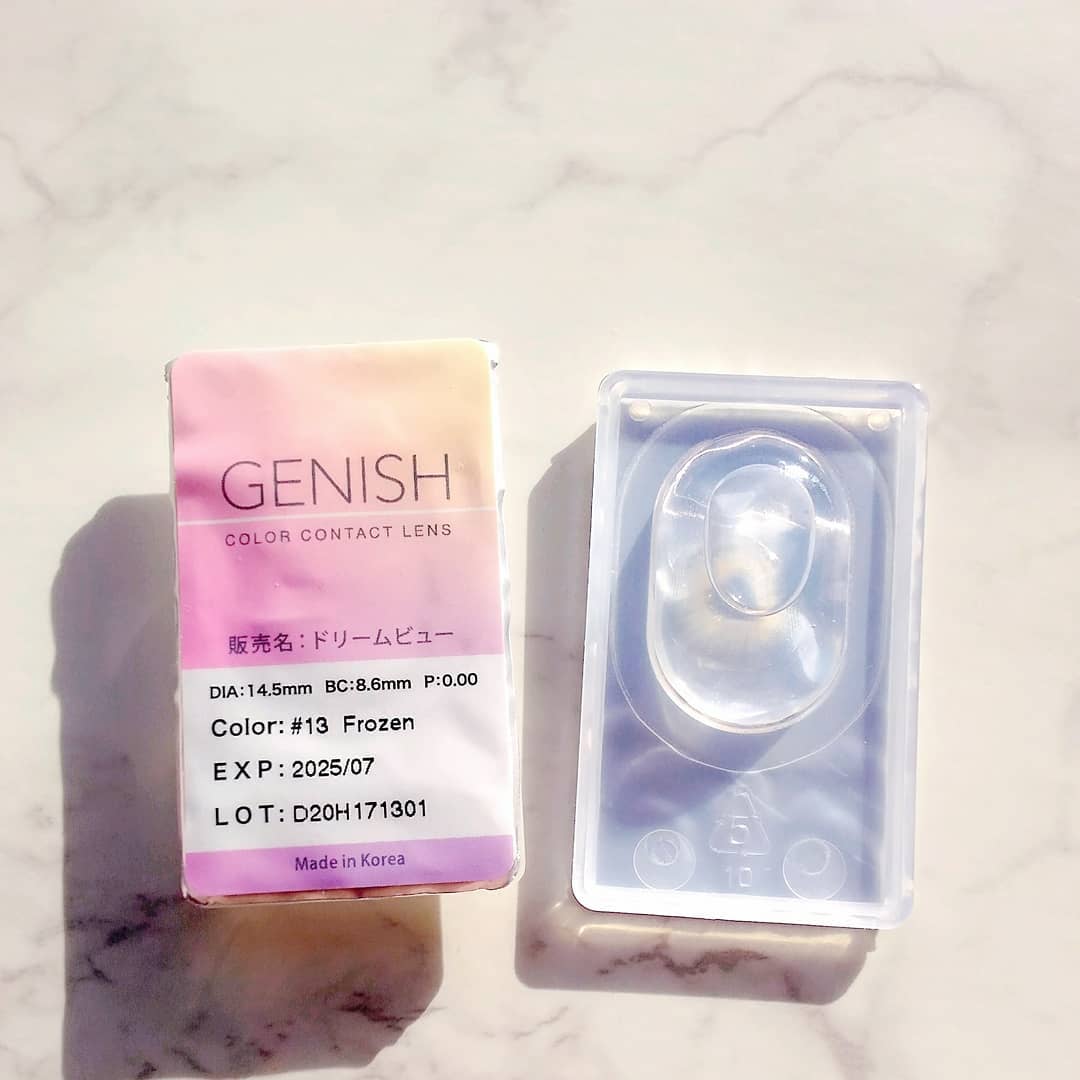 GENISH
COLOR CONTACT LENS
販売名：ドリームビュー
DIA:14.5mm BC:8.6mm P:0.00
Color: #13 Frozen
EXP: 2025/07
LOT: D20H171301
Made in Korea
5
10